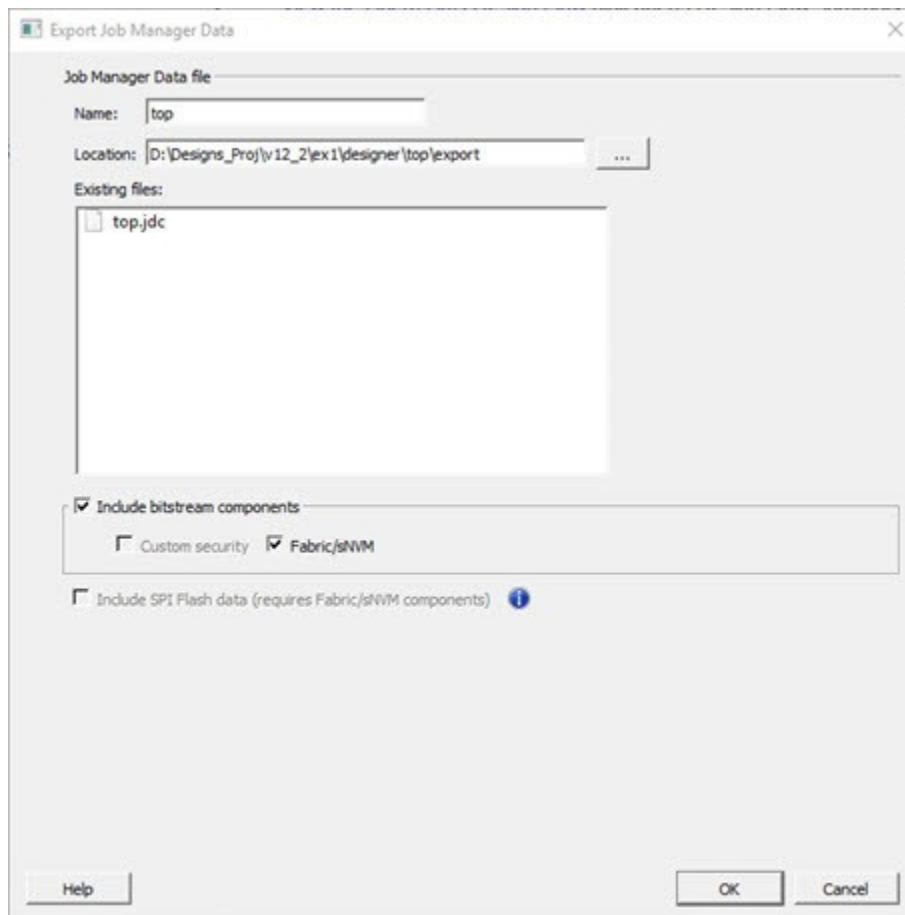 Export Job Manager Data
Job Manager Data file
Name: top
Location: D:\Designs_Proj\v12_2\ex1\designer\top\export ...
Existing files:
top.jdc
Include bitstream components
Custom security Fabric/sNVM
Include SPI Flash data (requires Fabric/sNVM components)
Help OK Cancel